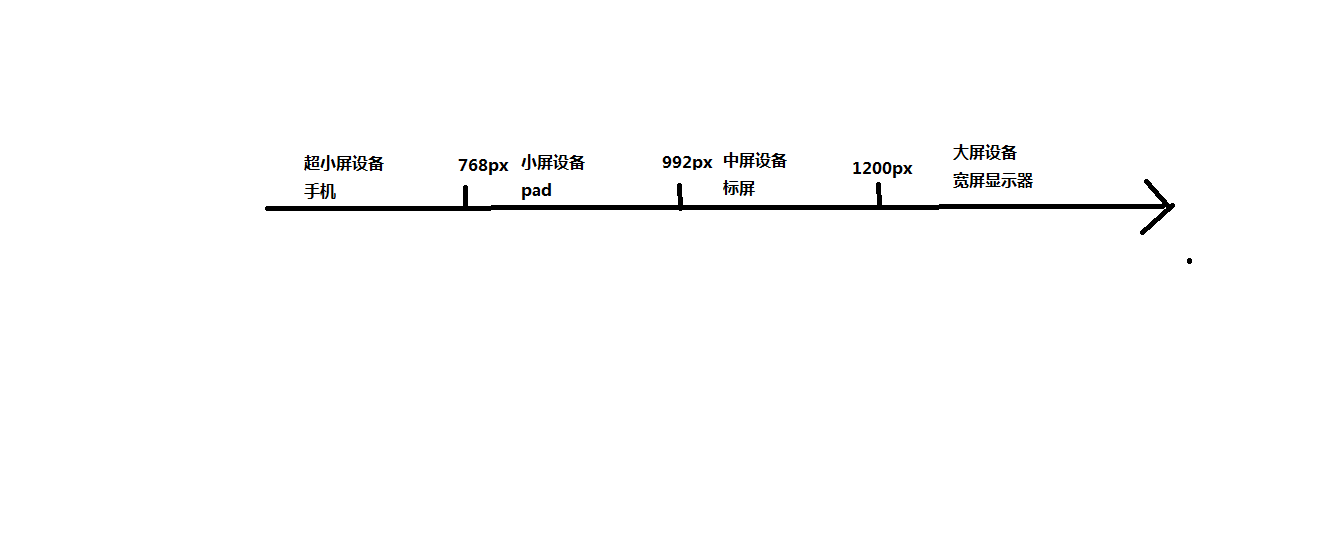 超小屏设备
手机
768px
小屏设备
pad
992px
中屏设备
标屏
1200px
大屏设备
宽屏显示器